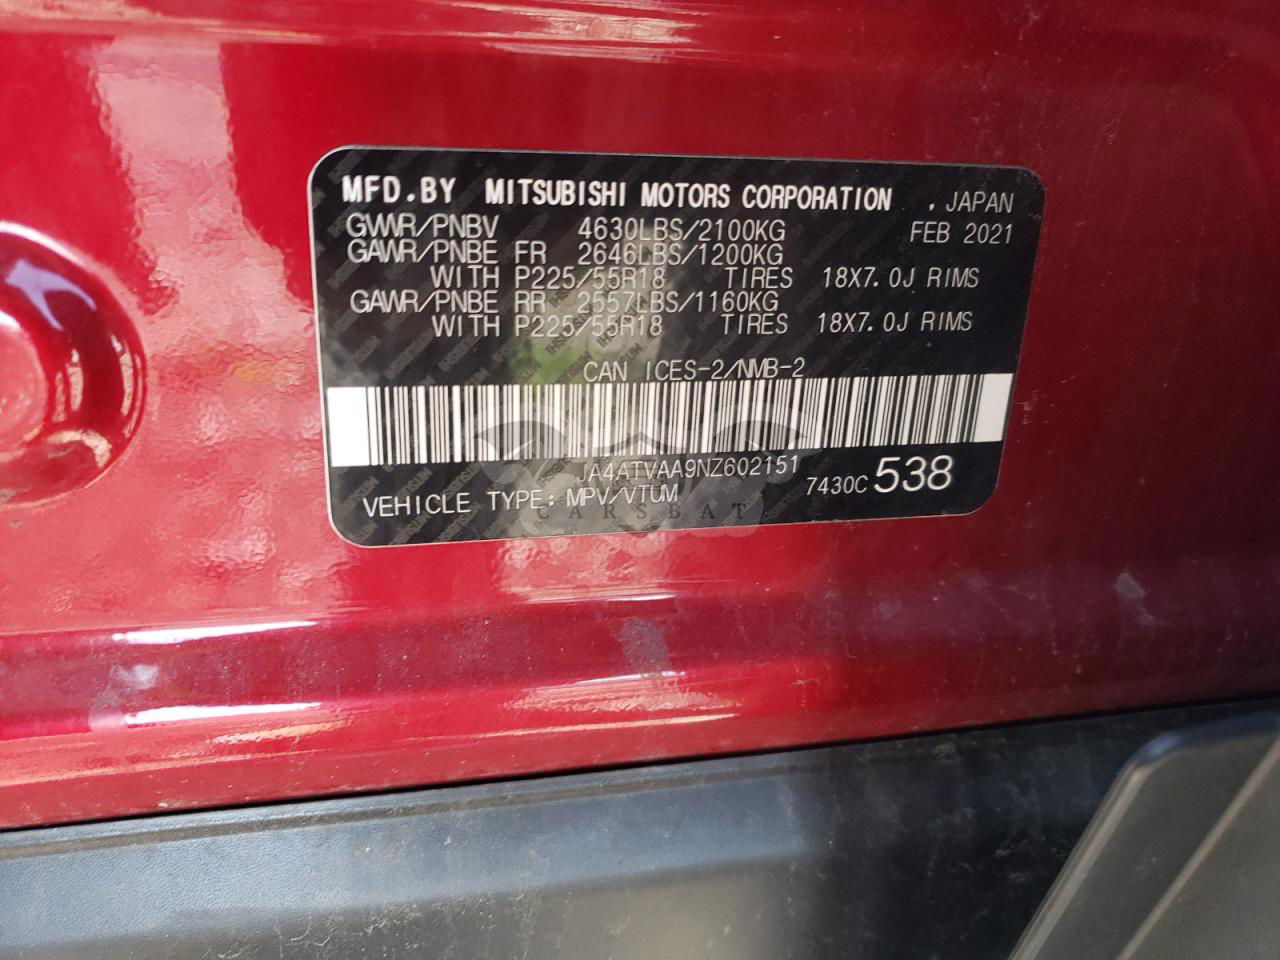 MFD.BY MITSUBISHI MOTORS CORPORATION , JAPAN
GVWR/PNBV 4630LBS/2100KG FEB 2021
GAWR/PNBE FR 2646LBS/1200KG
WITH P225/55R18 TIRES 18X7.0J RIMS
GAWR/PNBE RR 2557LBS/1160KG
WITH P225/55R18 TIRES 18X7.0J RIMS
CAN ICES-2/NMB-2
JA4ATVAA9NZ602151
VEHICLE TYPE: MPV/VTUM 7430C 538
CARSBAT